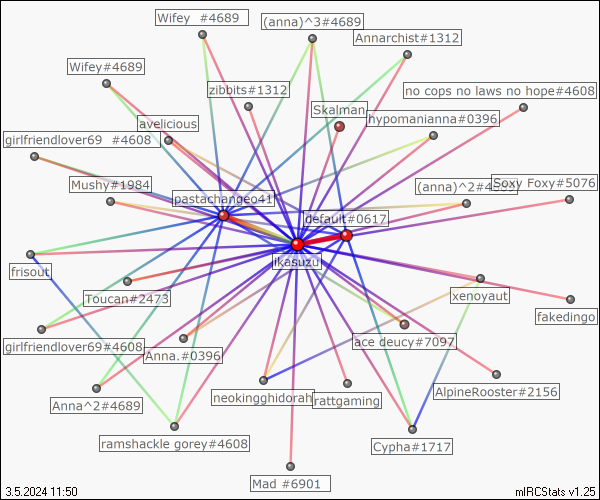 Wifey  #4689
(anna)^3#4689
Annarchist#1312
Wifey#4689
zibbits#1312
no cops no laws no hope#4608
Skalman
avelicious
hypomanianna#0396
girlfriendlover69  #4608
Mushy#1984
pastachangeo41
(anna)^2#4
Soxy Foxy#5076
default#0617
ikasuzu
frisout
Toucan#2473
xenoyaut
fakedingo
girlfriendlover69#4608
Anna.#0396
ace deucy#7097
Anna^2#4689
neokingghidorah
rattgaming
AlpineRooster#2156
ramshackle gorey#4608
Cypha#1717
Mad #6901
3.5.2024 11:50
mIRCStats v1.25